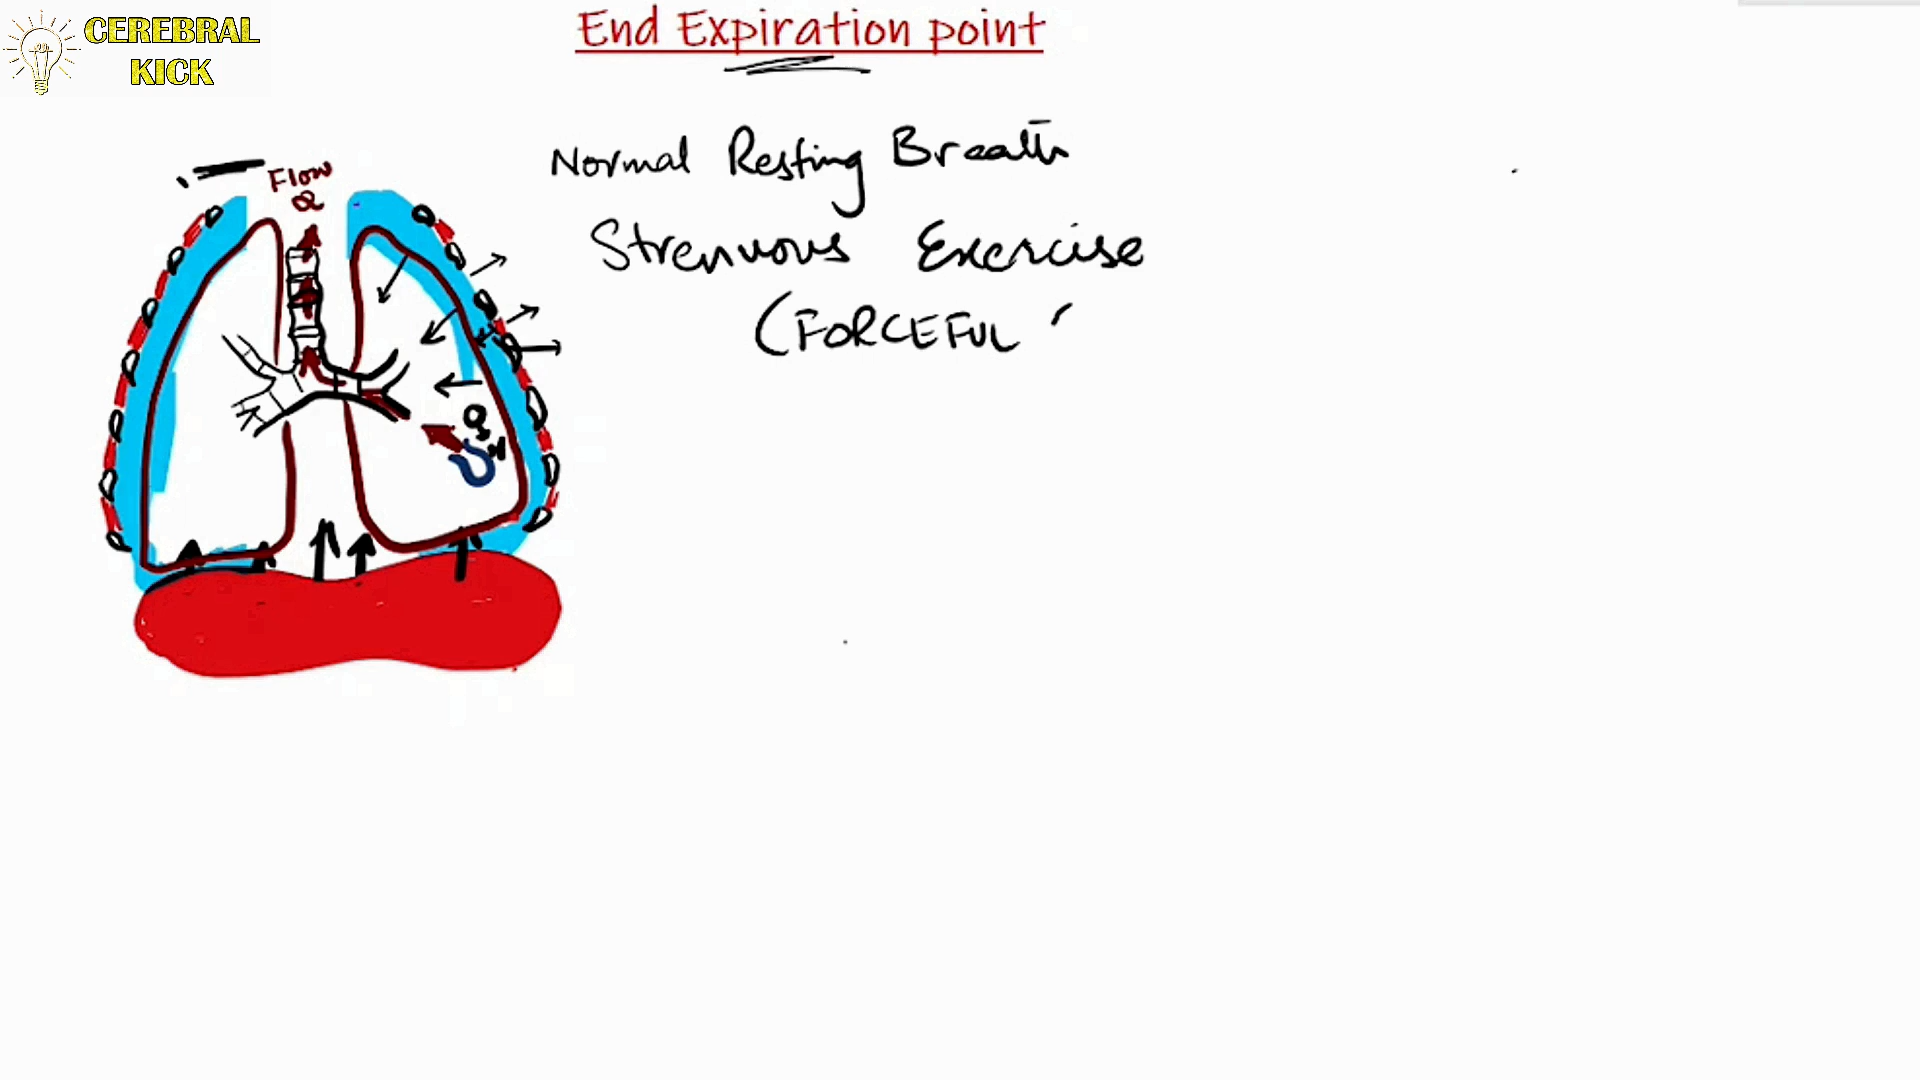 CEREBRAL
KICK
End Expiration point
Normal Resting Breath
Strenuous Exercise
(FORCEFUL
Flow